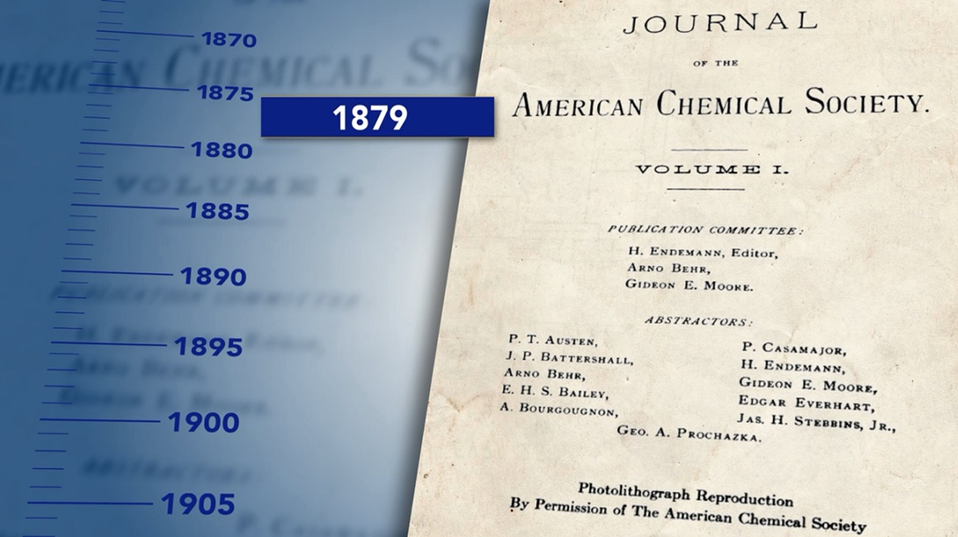 1870
1875
1879
1880
1885
1890
1895
1900
1905
JOURNAL
OF THE
AMERICAN CHEMICAL SOCIETY.
VOLUME I.
PUBLICATION COMMITTEE:
H. ENDEMANN, Editor,
ARNO BEHR,
GIDEON E. MOORE.
ABSTRACTORS:
P. T. AUSTEN,
J. P. BATTERSHALL,
ARNO BEHR,
E. H. S. BAILEY,
A. BOURGOUGNON,
P. CASAMAJOR,
H. ENDEMANN,
GIDEON E. MOORE,
EDGAR EVERHART,
JAS. H. STEBBINS, JR.,
GEO. A. PROCHAZKA.
Photolithograph Reproduction
By Permission of The American Chemical Society